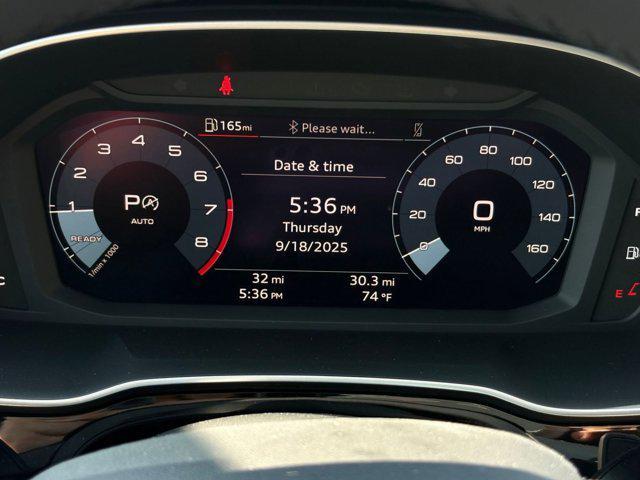 165mi
Please wait...
Date & time
5:36 PM
Thursday
9/18/2025
32 mi
30.3 mi
5:36 PM
74 °F
P
AUTO
READY
1 2 3 4 5 6 7 8
1/min x 1000
0
MPH
0 20 40 60 80 100 120 140 160
C
F
E